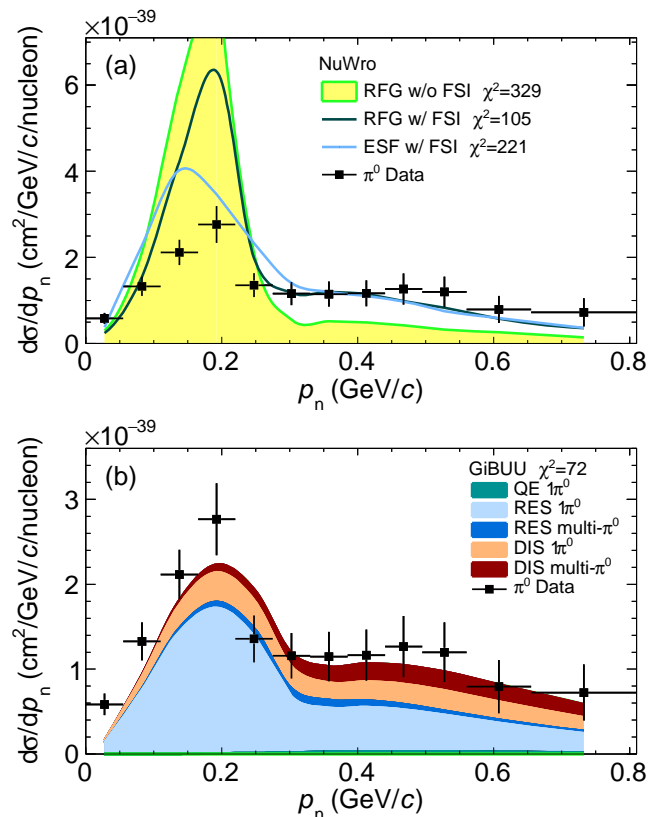 ×10⁻³⁹
(a)
NuWro
RFG w/o FSI χ²=329
RFG w/ FSI χ²=105
ESF w/ FSI χ²=221
π⁰ Data
dσ/dpₙ (cm²/GeV/c/nucleon)
6
4
2
0
0 0.2 0.4 0.6 0.8
pₙ (GeV/c)
×10⁻³⁹
(b)
GiBUU χ²=72
QE 1π⁰
RES 1π⁰
RES multi-π⁰
DIS 1π⁰
DIS multi-π⁰
π⁰ Data
dσ/dpₙ (cm²/GeV/c/nucleon)
3
2
1
0
0 0.2 0.4 0.6 0.8
pₙ (GeV/c)